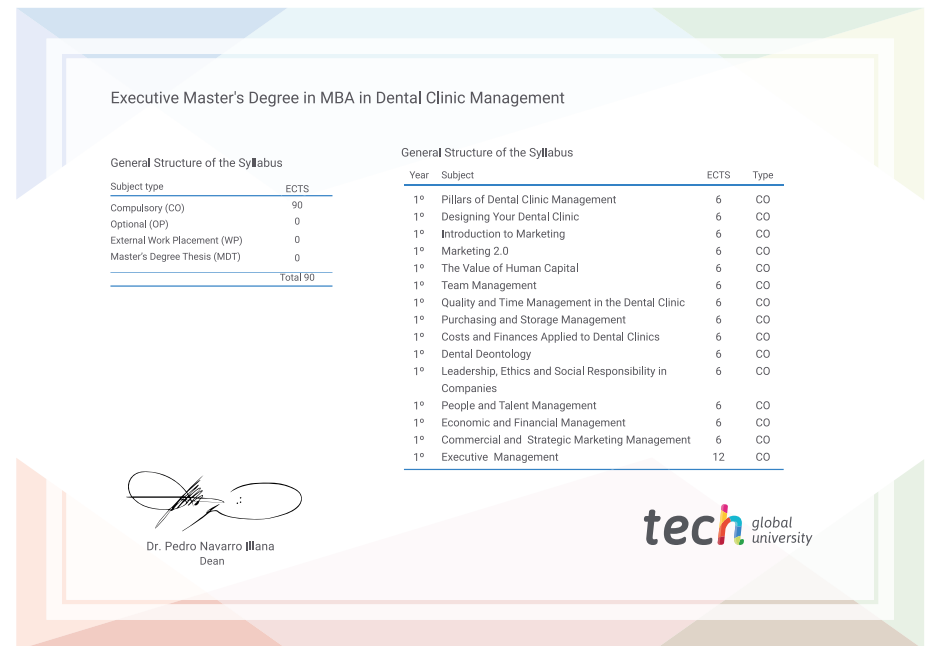 Executive Master's Degree in MBA in Dental Clinic Management
General Structure of the Syllabus
Subject type ECTS
Compulsory (CO) 90
Optional (OP) 0
External Work Placement (WP) 0
Master's Degree Thesis (MDT) 0
Total 90
General Structure of the Syllabus
Year Subject ECTS Type
1º Pillars of Dental Clinic Management 6 CO
1º Designing Your Dental Clinic 6 CO
1º Introduction to Marketing 6 CO
1º Marketing 2.0 6 CO
1º The Value of Human Capital 6 CO
1º Team Management 6 CO
1º Quality and Time Management in the Dental Clinic 6 CO
1º Purchasing and Storage Management 6 CO
1º Costs and Finances Applied to Dental Clinics 6 CO
1º Dental Deontology 6 CO
1º Leadership, Ethics and Social Responsibility in
Companies 6 CO
1º People and Talent Management 6 CO
1º Economic and Financial Management 6 CO
1º Commercial and Strategic Marketing Management 6 CO
1º Executive Management 12 CO
Dr. Pedro Navarro Illana
Dean
tech global
university